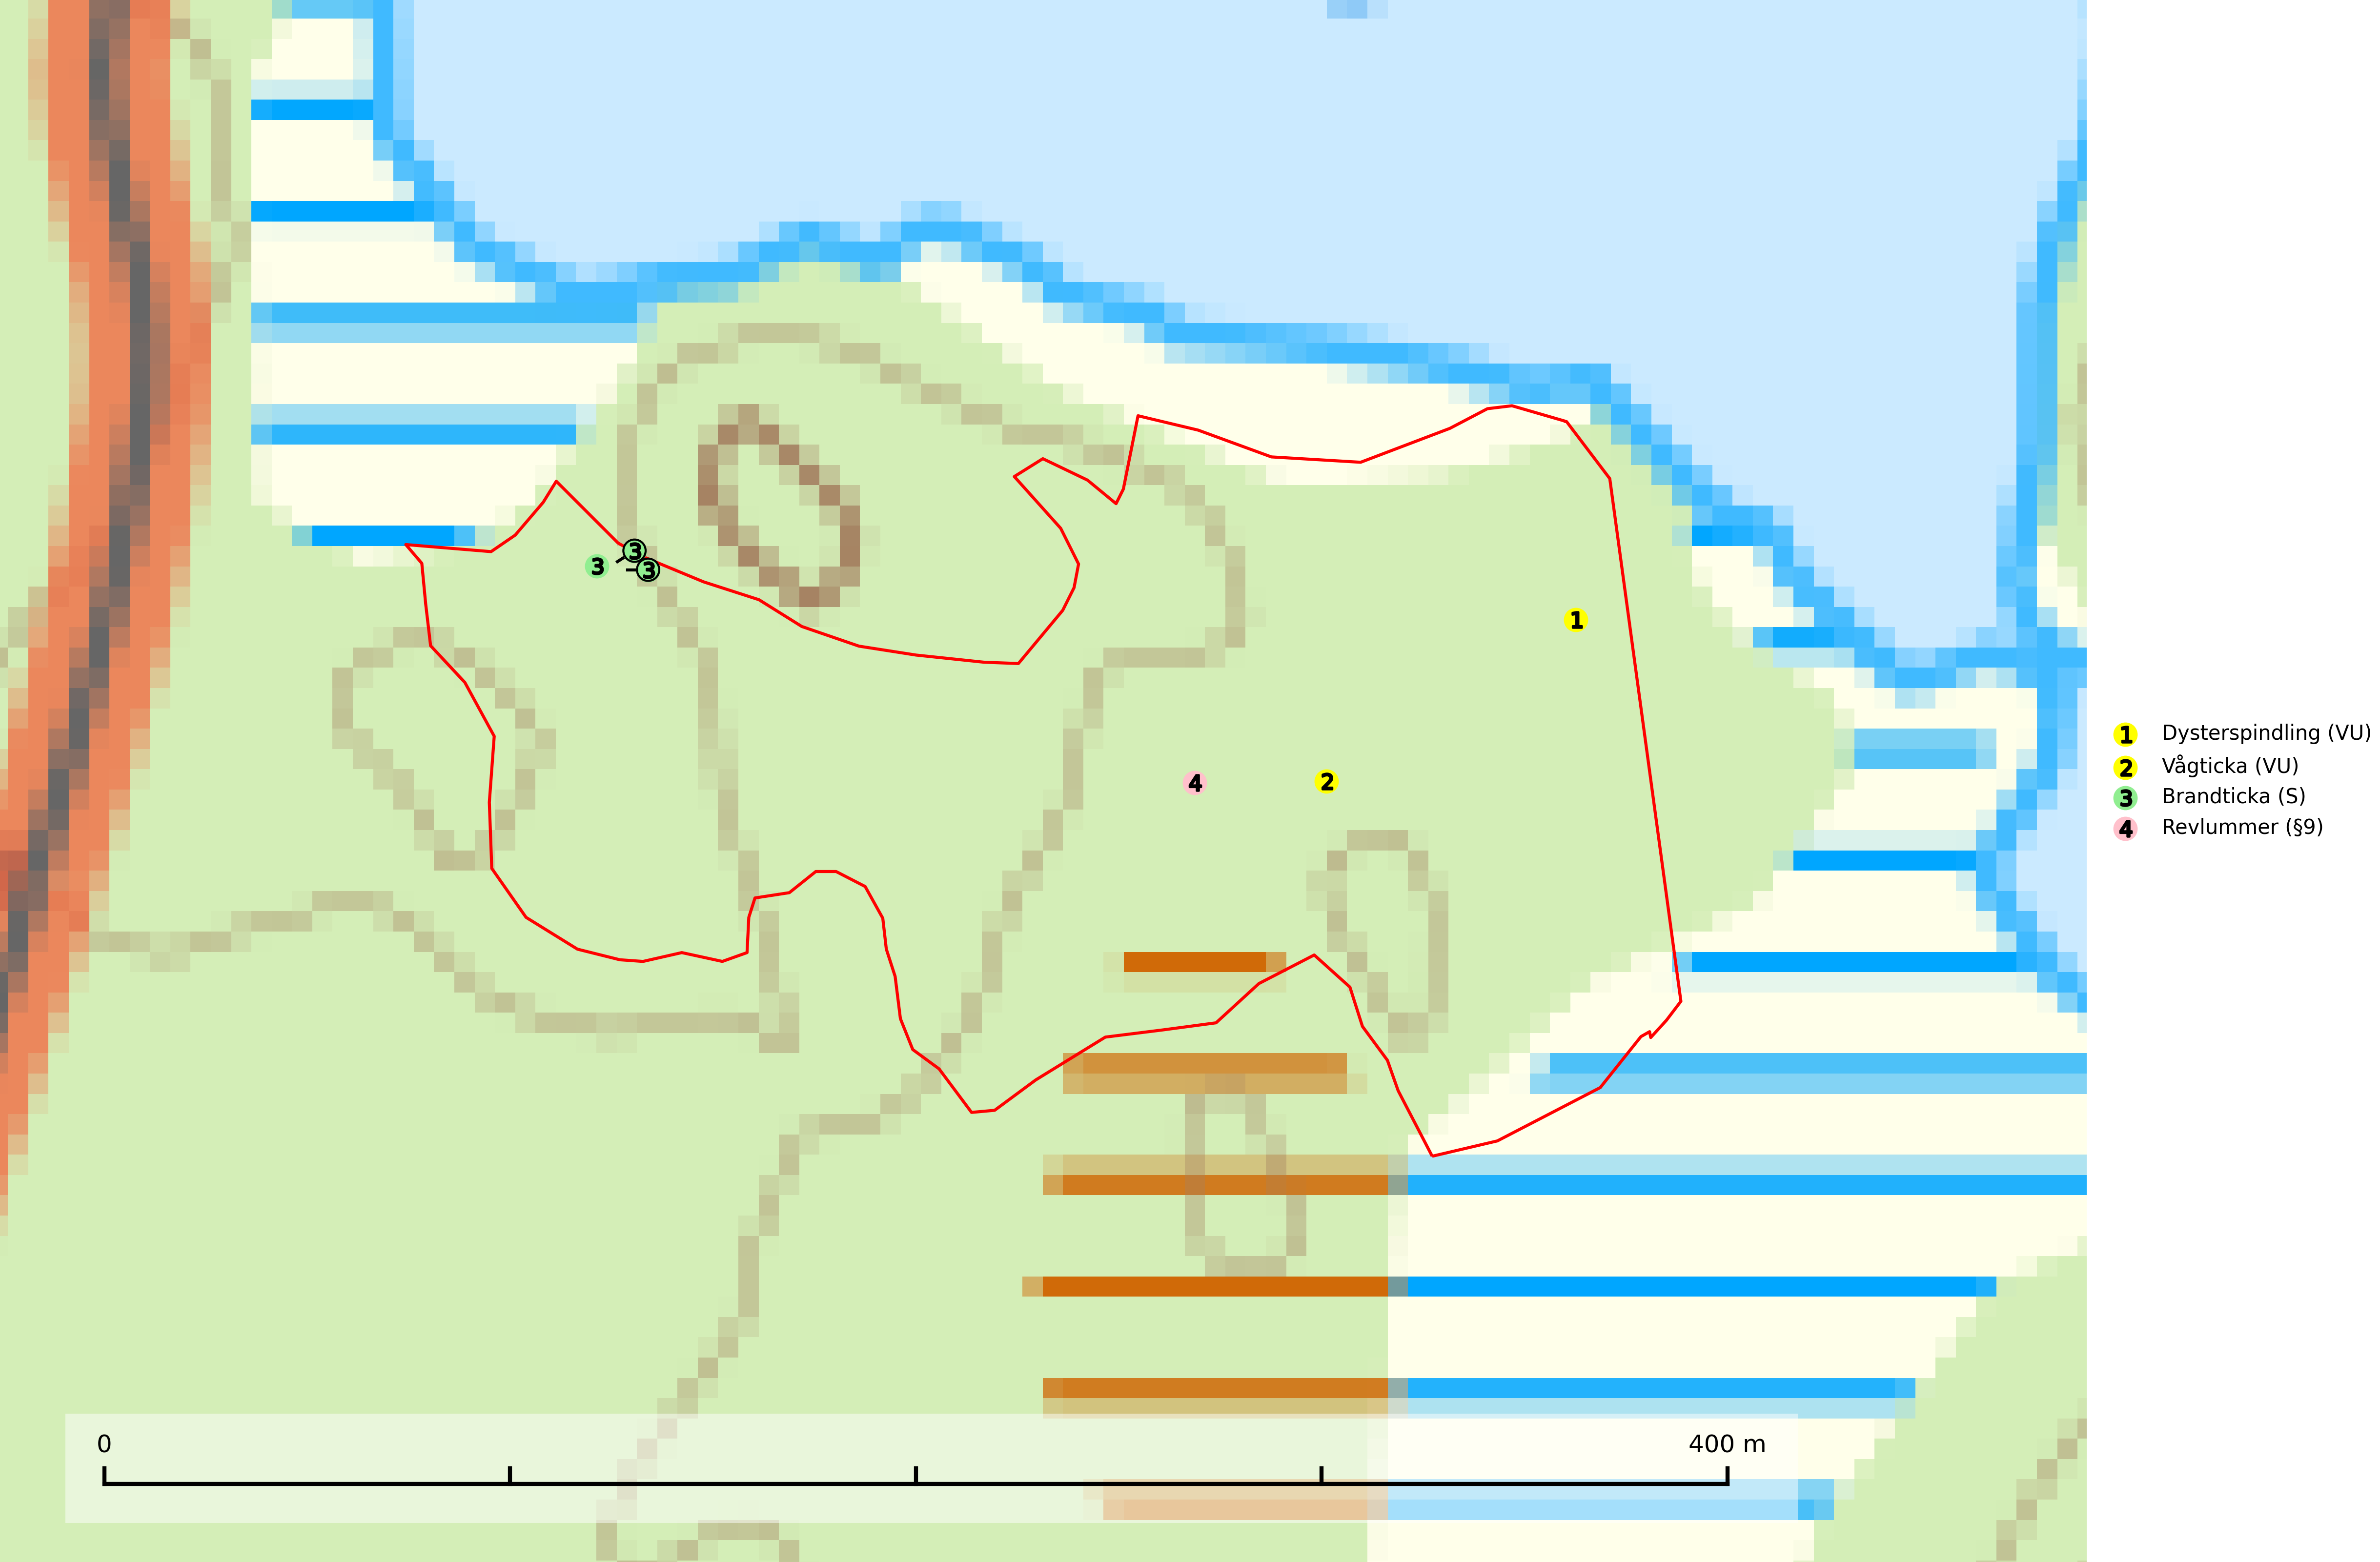 3
3
3
1
4
2
1 Dysterspindling (VU)
2 Vågticka (VU)
3 Brandticka (S)
4 Revlummer (§9)
0 400 m